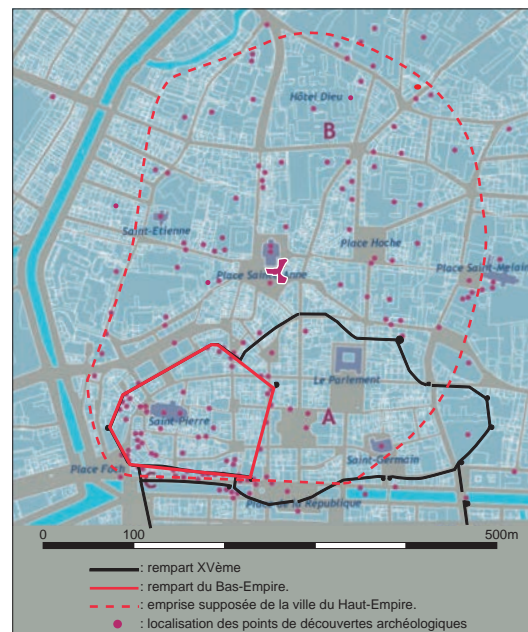 Hôtel Dieu
B
Saint-Etienne
Place Hoche
Place Sainte-Anne
Place Saint-Melaine
Le Parlement
A
Saint-Pierre
Saint-Germain
Place Foch
C
Place de la République
0 100 500m
: rempart XVème
: rempart du Bas-Empire.
: emprise supposée de la ville du Haut-Empire.
: localisation des points de découvertes archéologiques